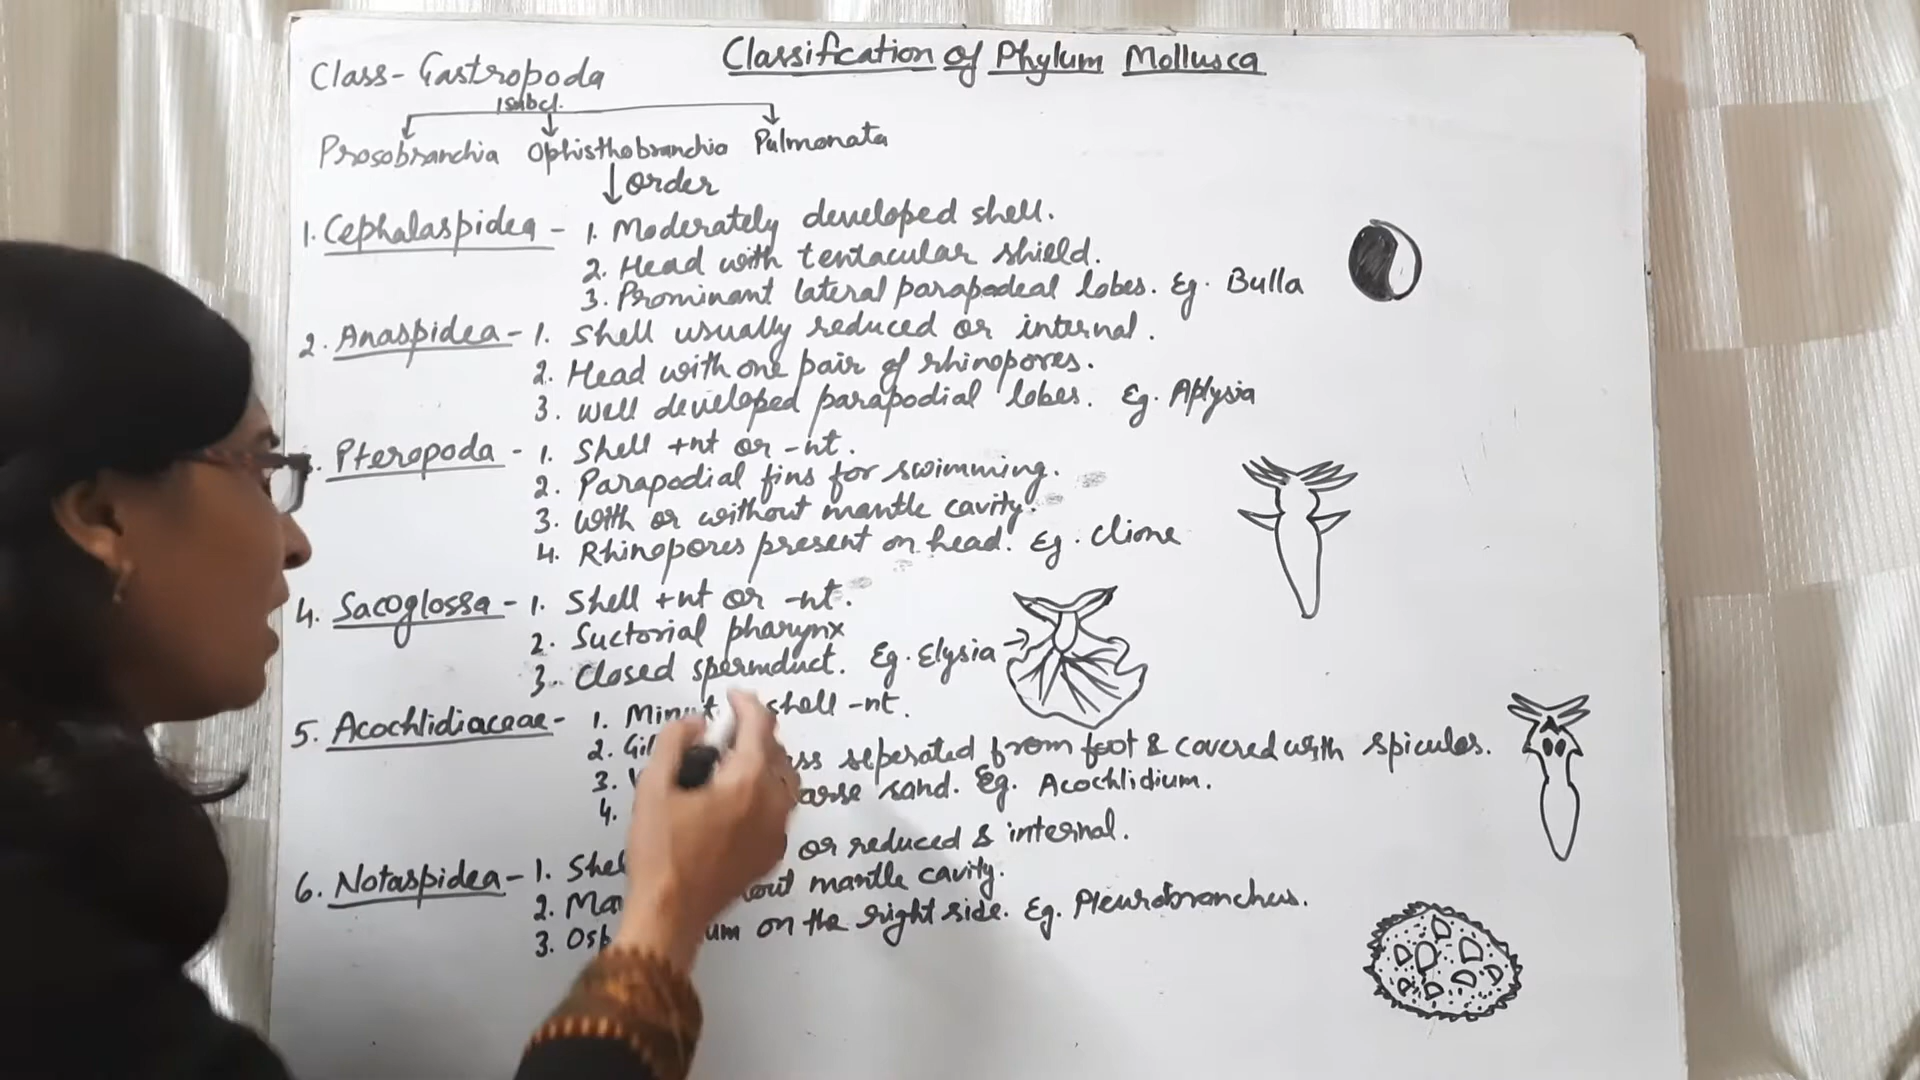 Classification of Phylum Mollusca
Class- Gastropoda
subcl.
Prosobranchia Ophisthobranchia Pulmonata
order
1. Cephalaspidea - 1. Moderately developed shell.
2. Head with tentacular shield.
3. Prominant lateral parapodeal lobes. Eg. Bulla
2. Anaspidea - 1. Shell usually reduced or internal.
2. Head with one pair of rhinopores.
3. Well developed parapodial lobes. Eg. Aplysia
Pteropoda - 1. Shell +nt or -nt.
2. Parapodial fins for swimming.
3. With or without mantle cavity.
4. Rhinopores present on head. Eg. Clione
4. Sacoglossa - 1. Shell +nt or -nt.
2. Suctorial pharynx
3. Closed spermduct. Eg. Elysia
5. Acochlidiaceae - 1. shell -nt.
2. seperated from foot & covered with spicules.
3. sand. Eg. Acochlidium.
4.
6. Notaspidea - 1. or reduced & internal.
2. mantle cavity.
3. on the right side. Eg. Pleurobranchus.